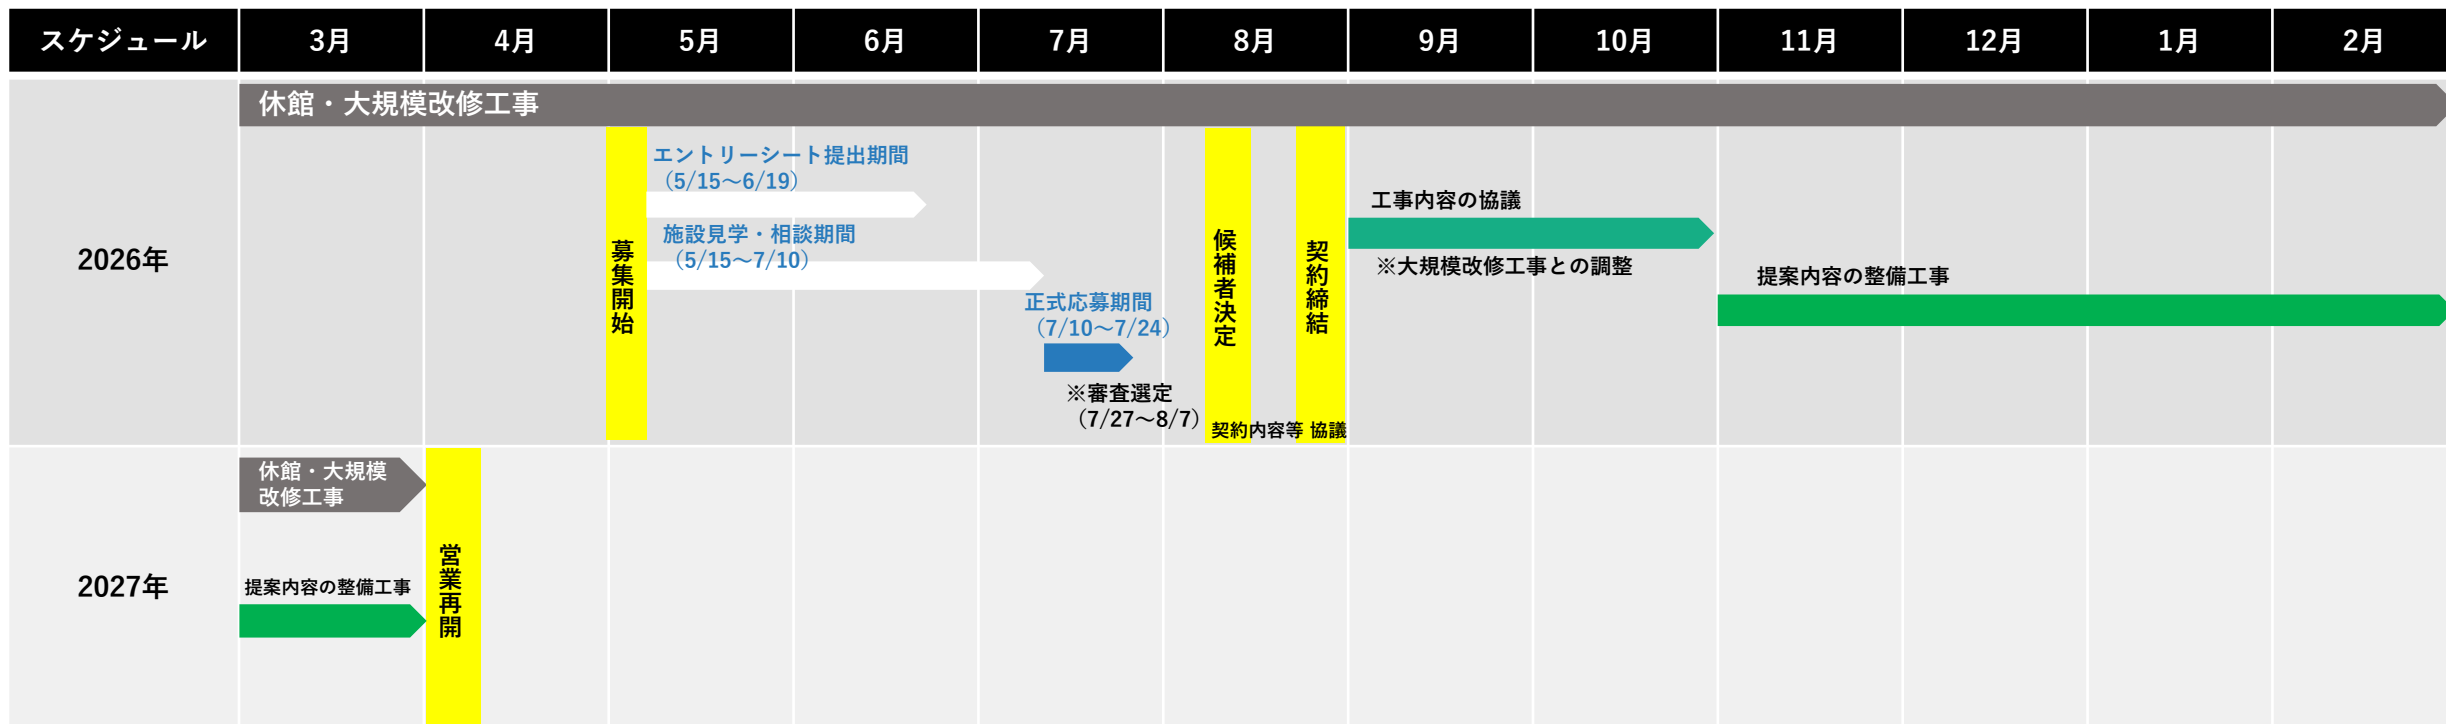 スケジュール 3月 4月 5月 6月 7月 8月 9月 10月 11月 12月 1月 2月
2026年
休館・大規模改修工事
募集開始
エントリーシート提出期間
（5/15～6/19）
施設見学・相談期間
（5/15～7/10）
正式応募期間
（7/10～7/24）
※審査選定
（7/27～8/7）
候補者決定
契約締結
契約内容等 協議
工事内容の協議
※大規模改修工事との調整
提案内容の整備工事
2027年
休館・大規模
改修工事
提案内容の整備工事
営業再開